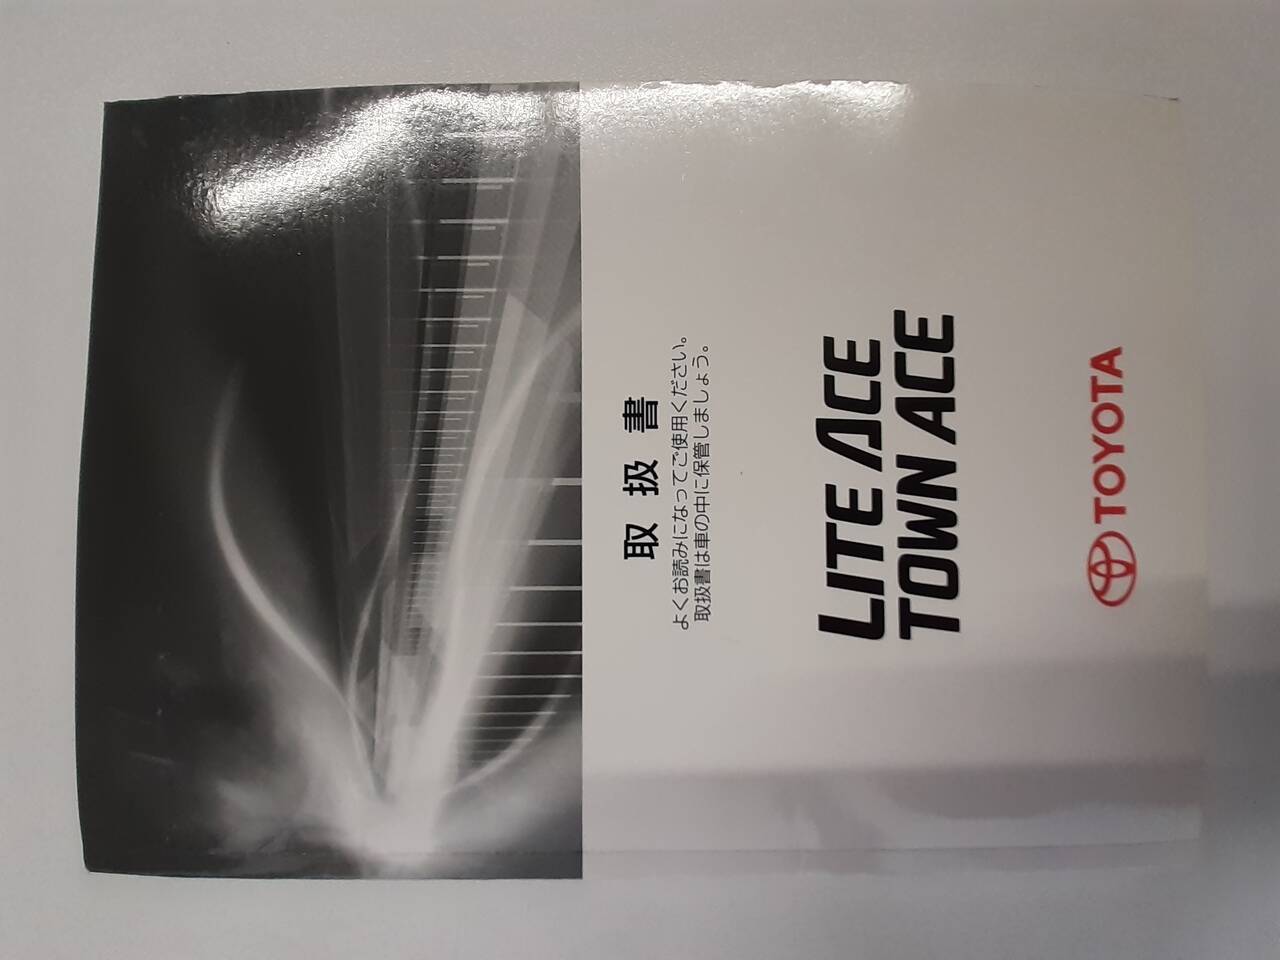 取扱書
よくお読みになってご使用ください。
取扱書は車の中に保管しましょう。
LITE ACE
TOWN ACE
TOYOTA